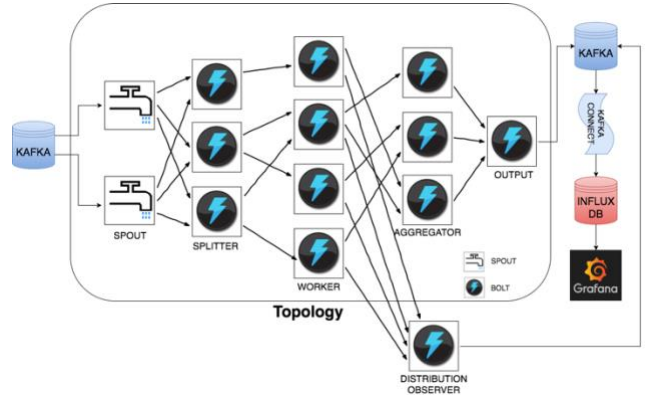 KAFKA
SPOUT
SPLITTER
WORKER
AGGREGATOR
OUTPUT
SPOUT
BOLT
Topology
DISTRIBUTION
OBSERVER
KAFKA
KAFKA
CONNECT
INFLUX
DB
Grafana